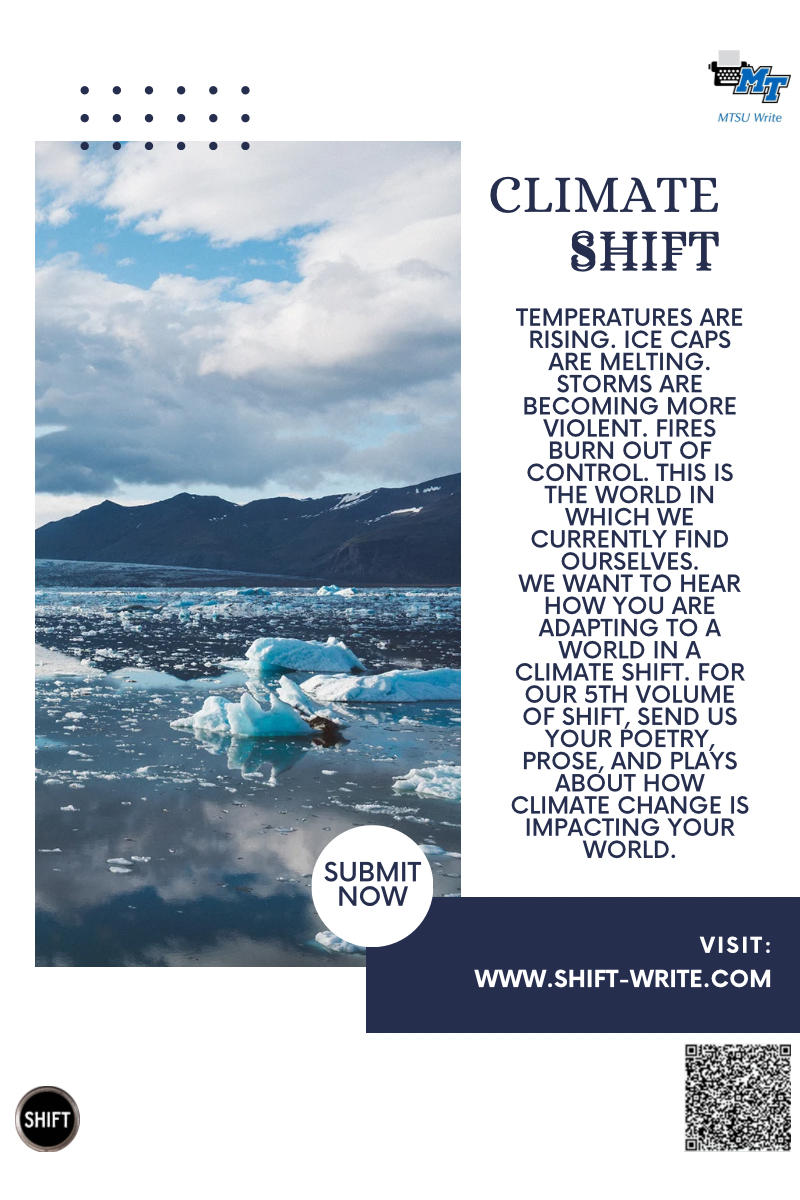 MT
MTSU Write
CLIMATE
SHIFT
TEMPERATURES ARE
RISING. ICE CAPS
ARE MELTING.
STORMS ARE
BECOMING MORE
VIOLENT. FIRES
BURN OUT OF
CONTROL. THIS IS
THE WORLD IN
WHICH WE
CURRENTLY FIND
OURSELVES.
WE WANT TO HEAR
HOW YOU ARE
ADAPTING TO A
WORLD IN A
CLIMATE SHIFT. FOR
OUR 5TH VOLUME
OF SHIFT, SEND US
YOUR POETRY,
PROSE, AND PLAYS
ABOUT HOW
CLIMATE CHANGE IS
IMPACTING YOUR
WORLD.
SUBMIT
NOW
VISIT:
WWW.SHIFT-WRITE.COM
SHIFT